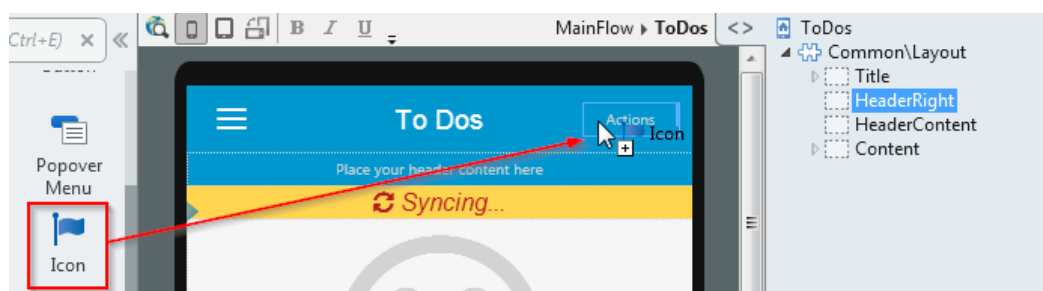 Ctrl+E)
B I U
MainFlow ▸ ToDos
<>
ToDos
Common\Layout
Title
HeaderRight
HeaderContent
Content
Popover
Menu
Icon
To Dos
Actions
Icon
Place your header content here
Syncing...